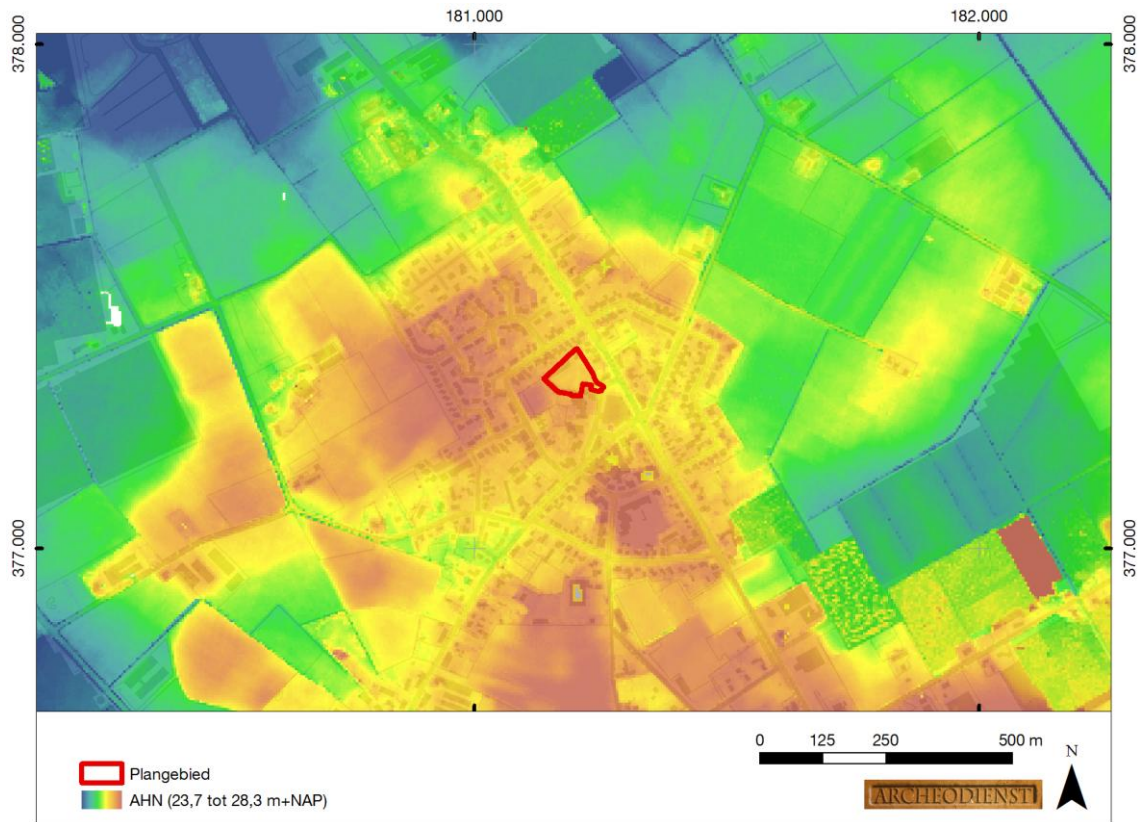 181.000
182.000
378.000
378.000
377.000
377.000
0 125 250 500 m
N
Plangebied
AHN (23,7 tot 28,3 m+NAP)
ARCHEODIENST